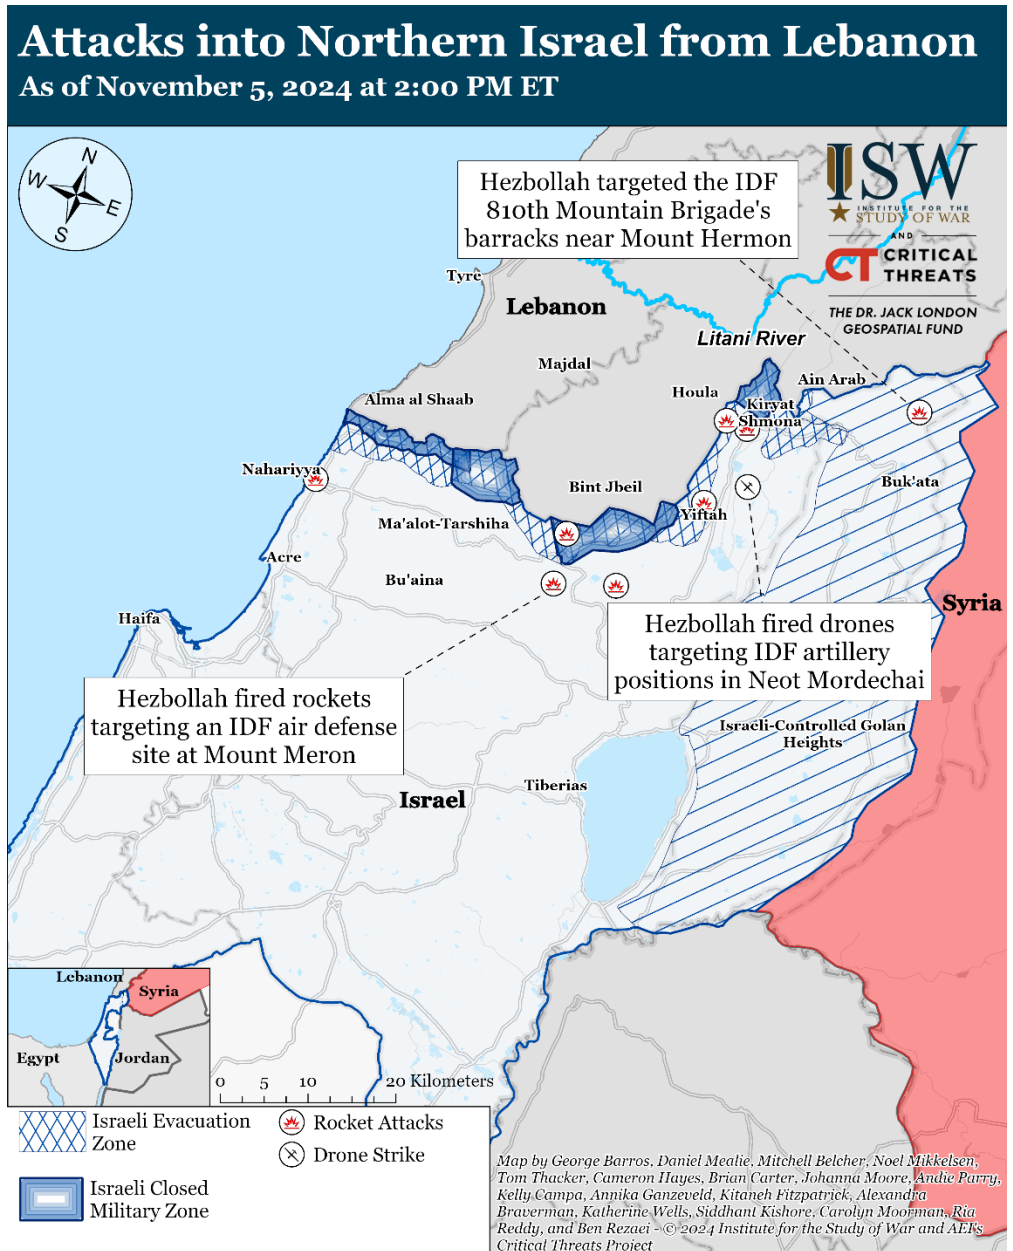 Attacks into Northern Israel from Lebanon
As of November 5, 2024 at 2:00 PM ET
N
W
E
S
Hezbollah targeted the IDF
810th Mountain Brigade's
barracks near Mount Hermon
ISW
INSTITUTE FOR THE
STUDY OF WAR
AND
CT CRITICAL
THREATS
THE DR. JACK LONDON
GEOSPATIAL FUND
Tyre
Lebanon
Litani River
Majdal
Ain Arab
Houla
Alma al Shaab
Kiryat
Shmona
Nahariyya
Buk'ata
Bint Jbeil
Yiftah
Ma'alot-Tarshiha
Acre
Bu'aina
Syria
Haifa
Hezbollah fired drones
targeting IDF artillery
positions in Neot Mordechai
Hezbollah fired rockets
targeting an IDF air defense
site at Mount Meron
Israeli-Controlled Golan
Heights
Tiberias
Israel
Lebanon
Syria
Egypt
Jordan
0 5 10 20 Kilometers
Israeli Evacuation
Zone
Rocket Attacks
Drone Strike
Israeli Closed
Military Zone
Map by George Barros, Daniel Mealie, Mitchell Belcher, Noel Mikkelsen,
Tom Thacker, Cameron Hayes, Brian Carter, Johanna Moore, Andie Parry,
Kelly Campa, Annika Ganzeveld, Kitaneh Fitzpatrick, Alexandra
Braverman, Katherine Wells, Siddhant Kishore, Carolyn Moorman, Ria
Reddy, and Ben Rezaei - © 2024 Institute for the Study of War and AEI's
Critical Threats Project